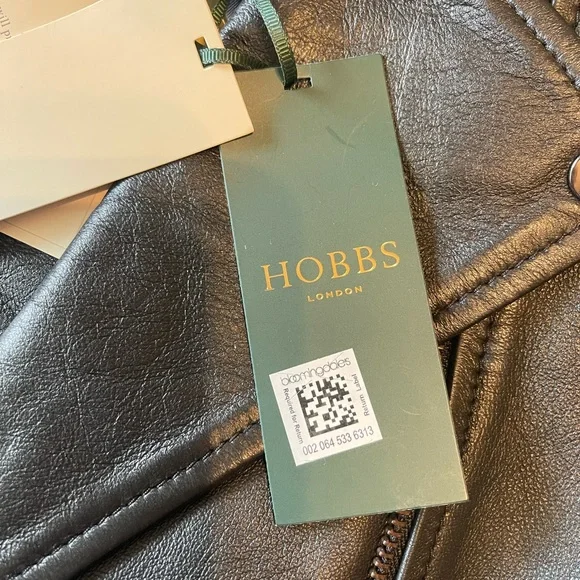 HOBBS
LONDON
bloomingdales
Required for Return
Return Label
002 064 533 6313